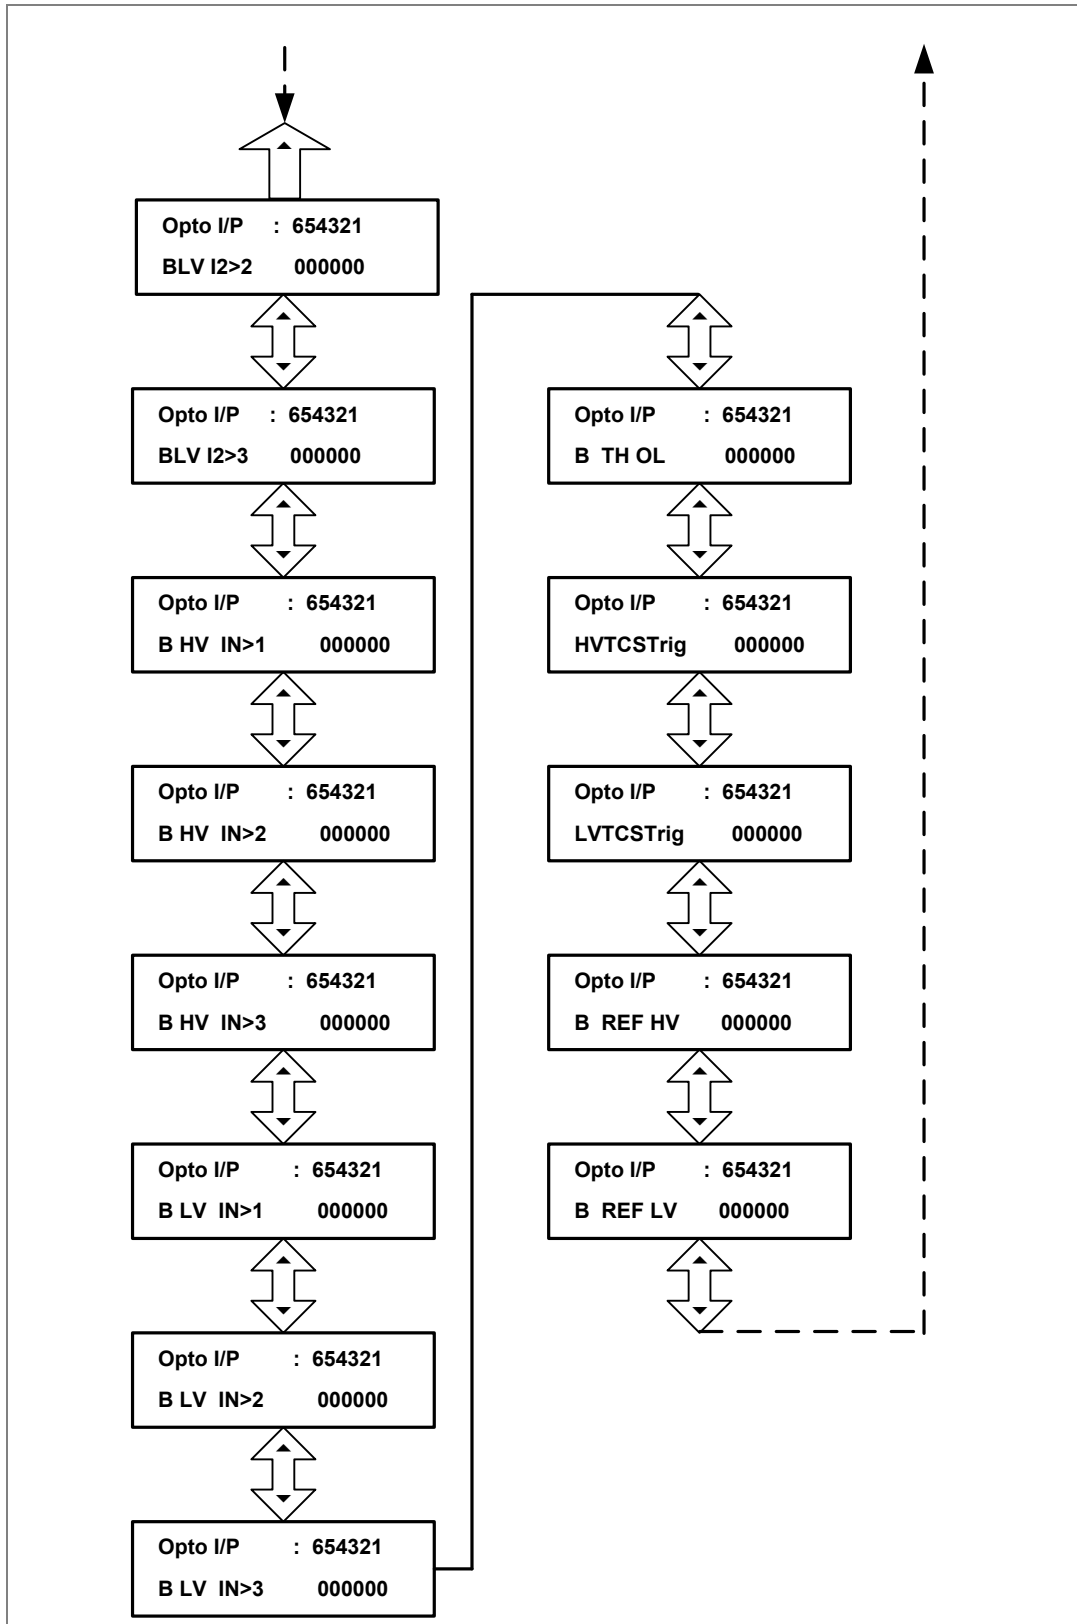 Opto I/P : 654321
BLV I2>2 000000
Opto I/P : 654321
BLV I2>3 000000
Opto I/P : 654321
B HV IN>1 000000
Opto I/P : 654321
B HV IN>2 000000
Opto I/P : 654321
B HV IN>3 000000
Opto I/P : 654321
B LV IN>1 000000
Opto I/P : 654321
B LV IN>2 000000
Opto I/P : 654321
B LV IN>3 000000
Opto I/P : 654321
B TH OL 000000
Opto I/P : 654321
HVTCSTrig 000000
Opto I/P : 654321
LVTCSTrig 000000
Opto I/P : 654321
B REF HV 000000
Opto I/P : 654321
B REF LV 000000